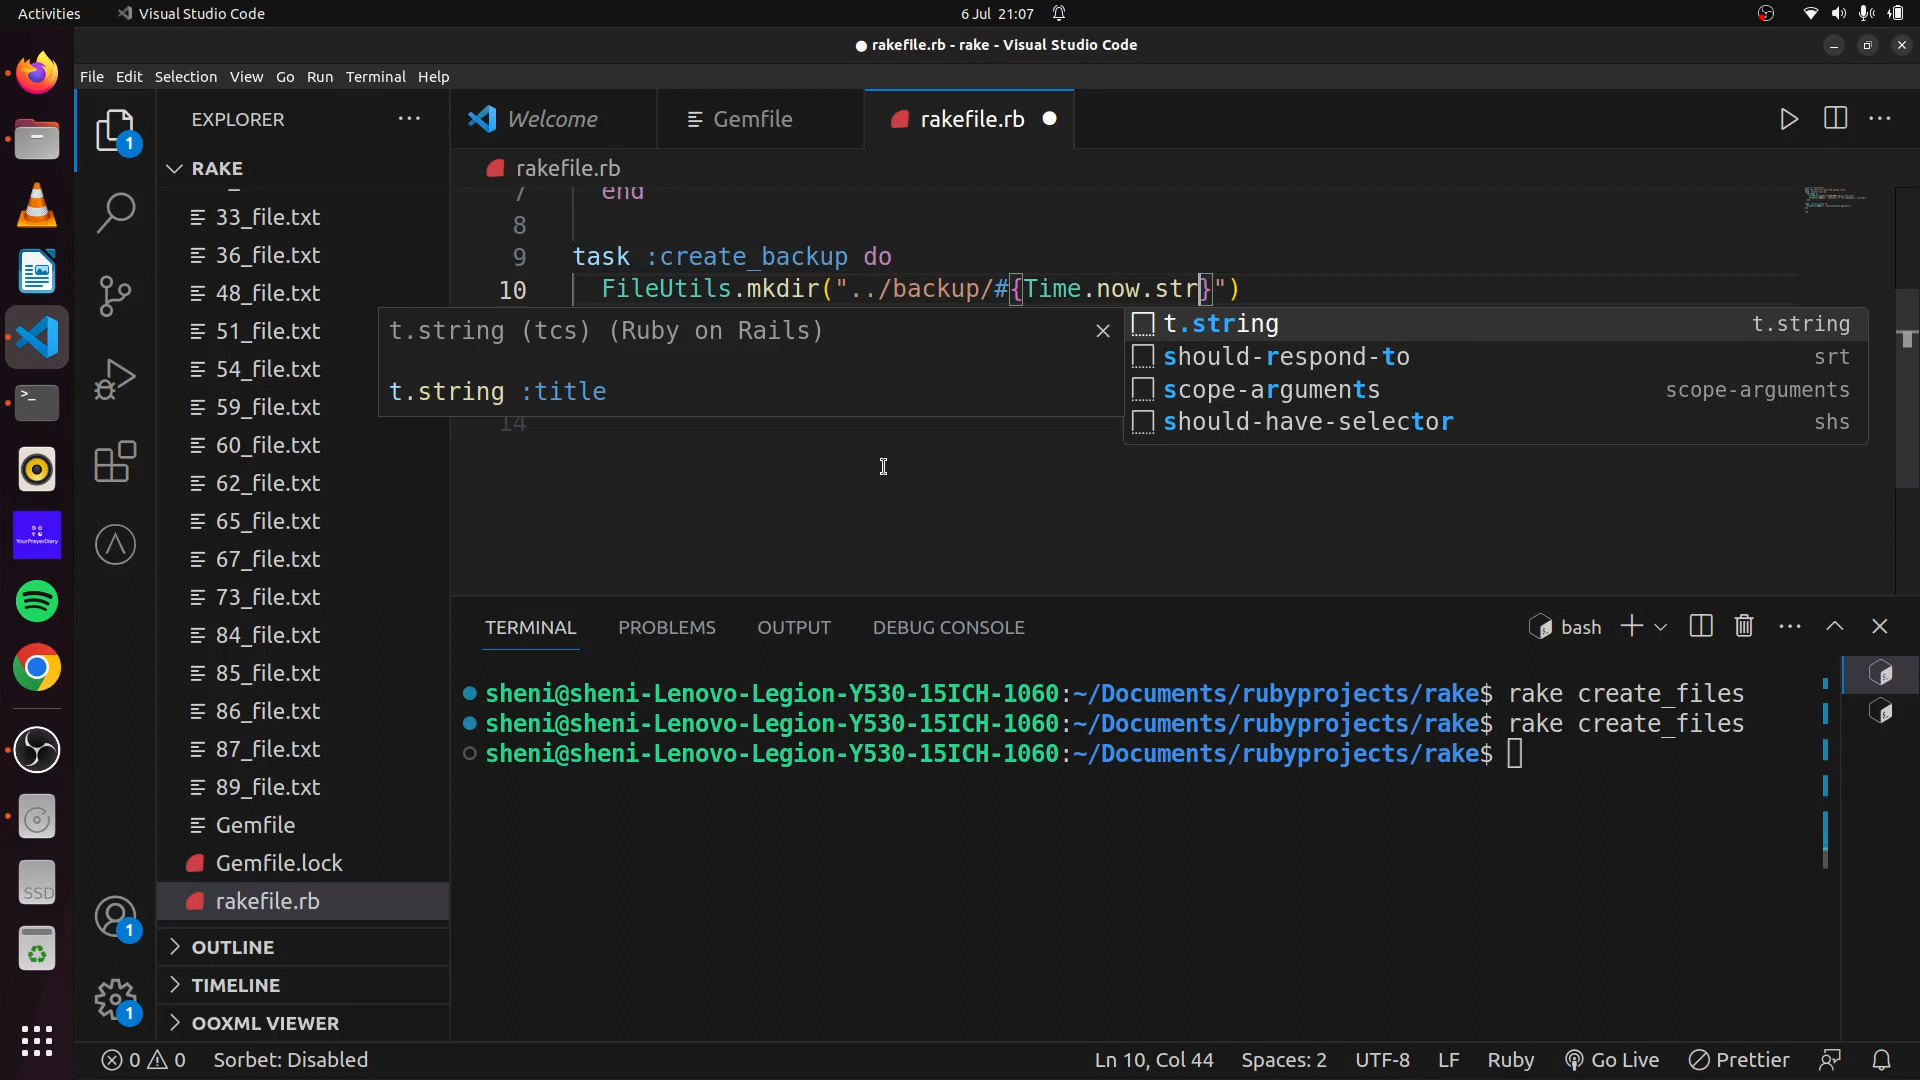 Activities
Visual Studio Code
6 Jul 21:07
rakefile.rb - rake - Visual Studio Code
File Edit Selection View Go Run Terminal Help
EXPLORER
1
Welcome
Gemfile
rakefile.rb
RAKE
rakefile.rb
33_file.txt
36_file.txt
48_file.txt
51_file.txt
54_file.txt
59_file.txt
60_file.txt
62_file.txt
65_file.txt
67_file.txt
73_file.txt
84_file.txt
85_file.txt
86_file.txt
87_file.txt
89_file.txt
Gemfile
Gemfile.lock
rakefile.rb
OUTLINE
TIMELINE
OOXML VIEWER
YourPrayerDiary
SSD
1
1
7 end
8
9 task :create_backup do
10 FileUtils.mkdir("../backup/#{Time.now.str}")
t.string (tcs) (Ruby on Rails)
t.string :title
14
t.string t.string
should-respond-to srt
scope-arguments scope-arguments
should-have-selector shs
TERMINAL PROBLEMS OUTPUT DEBUG CONSOLE
bash
sheni@sheni-Lenovo-Legion-Y530-15ICH-1060:~/Documents/rubyprojects/rake$ rake create_files
sheni@sheni-Lenovo-Legion-Y530-15ICH-1060:~/Documents/rubyprojects/rake$ rake create_files
sheni@sheni-Lenovo-Legion-Y530-15ICH-1060:~/Documents/rubyprojects/rake$
0 0 Sorbet: Disabled
Ln 10, Col 44 Spaces: 2 UTF-8 LF Ruby Go Live Prettier